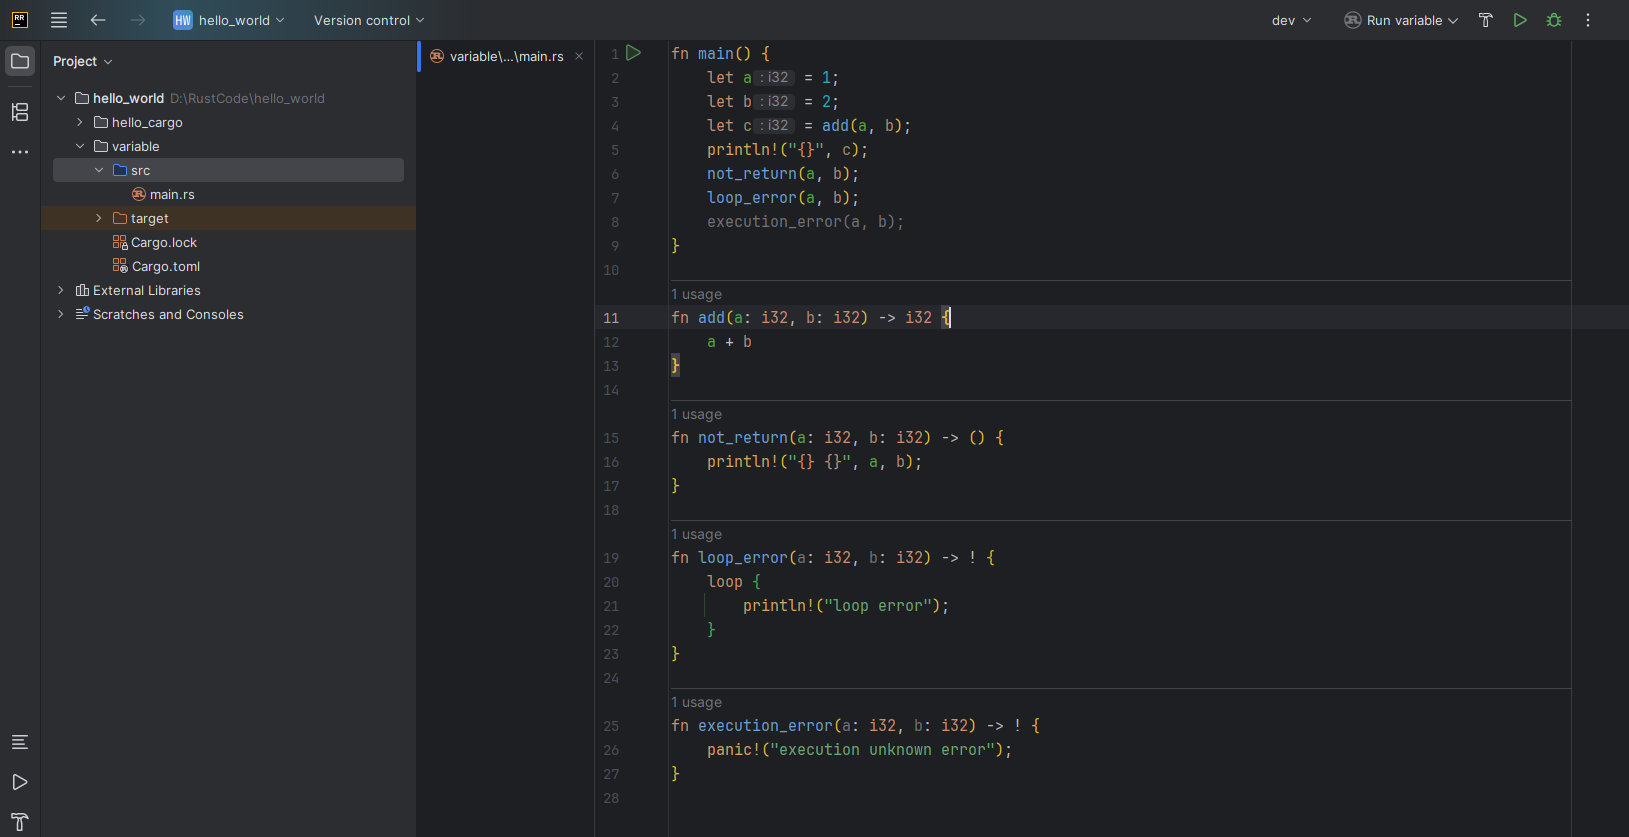 RR
HW hello_world
Version control
dev
Run variable
Project
hello_world D:\RustCode\hello_world
hello_cargo
variable
src
main.rs
target
Cargo.lock
Cargo.toml
External Libraries
Scratches and Consoles
variable\...\main.rs
1 fn main() {
2 let a : i32 = 1;
3 let b : i32 = 2;
4 let c : i32 = add(a, b);
5 println!("{}", c);
6 not_return(a, b);
7 loop_error(a, b);
8 execution_error(a, b);
9 }
10
1 usage
11 fn add(a: i32, b: i32) -> i32 {
12 a + b
13 }
14
1 usage
15 fn not_return(a: i32, b: i32) -> () {
16 println!("{} {}", a, b);
17 }
18
1 usage
19 fn loop_error(a: i32, b: i32) -> ! {
20 loop {
21 println!("loop error");
22 }
23 }
24
1 usage
25 fn execution_error(a: i32, b: i32) -> ! {
26 panic!("execution unknown error");
27 }
28